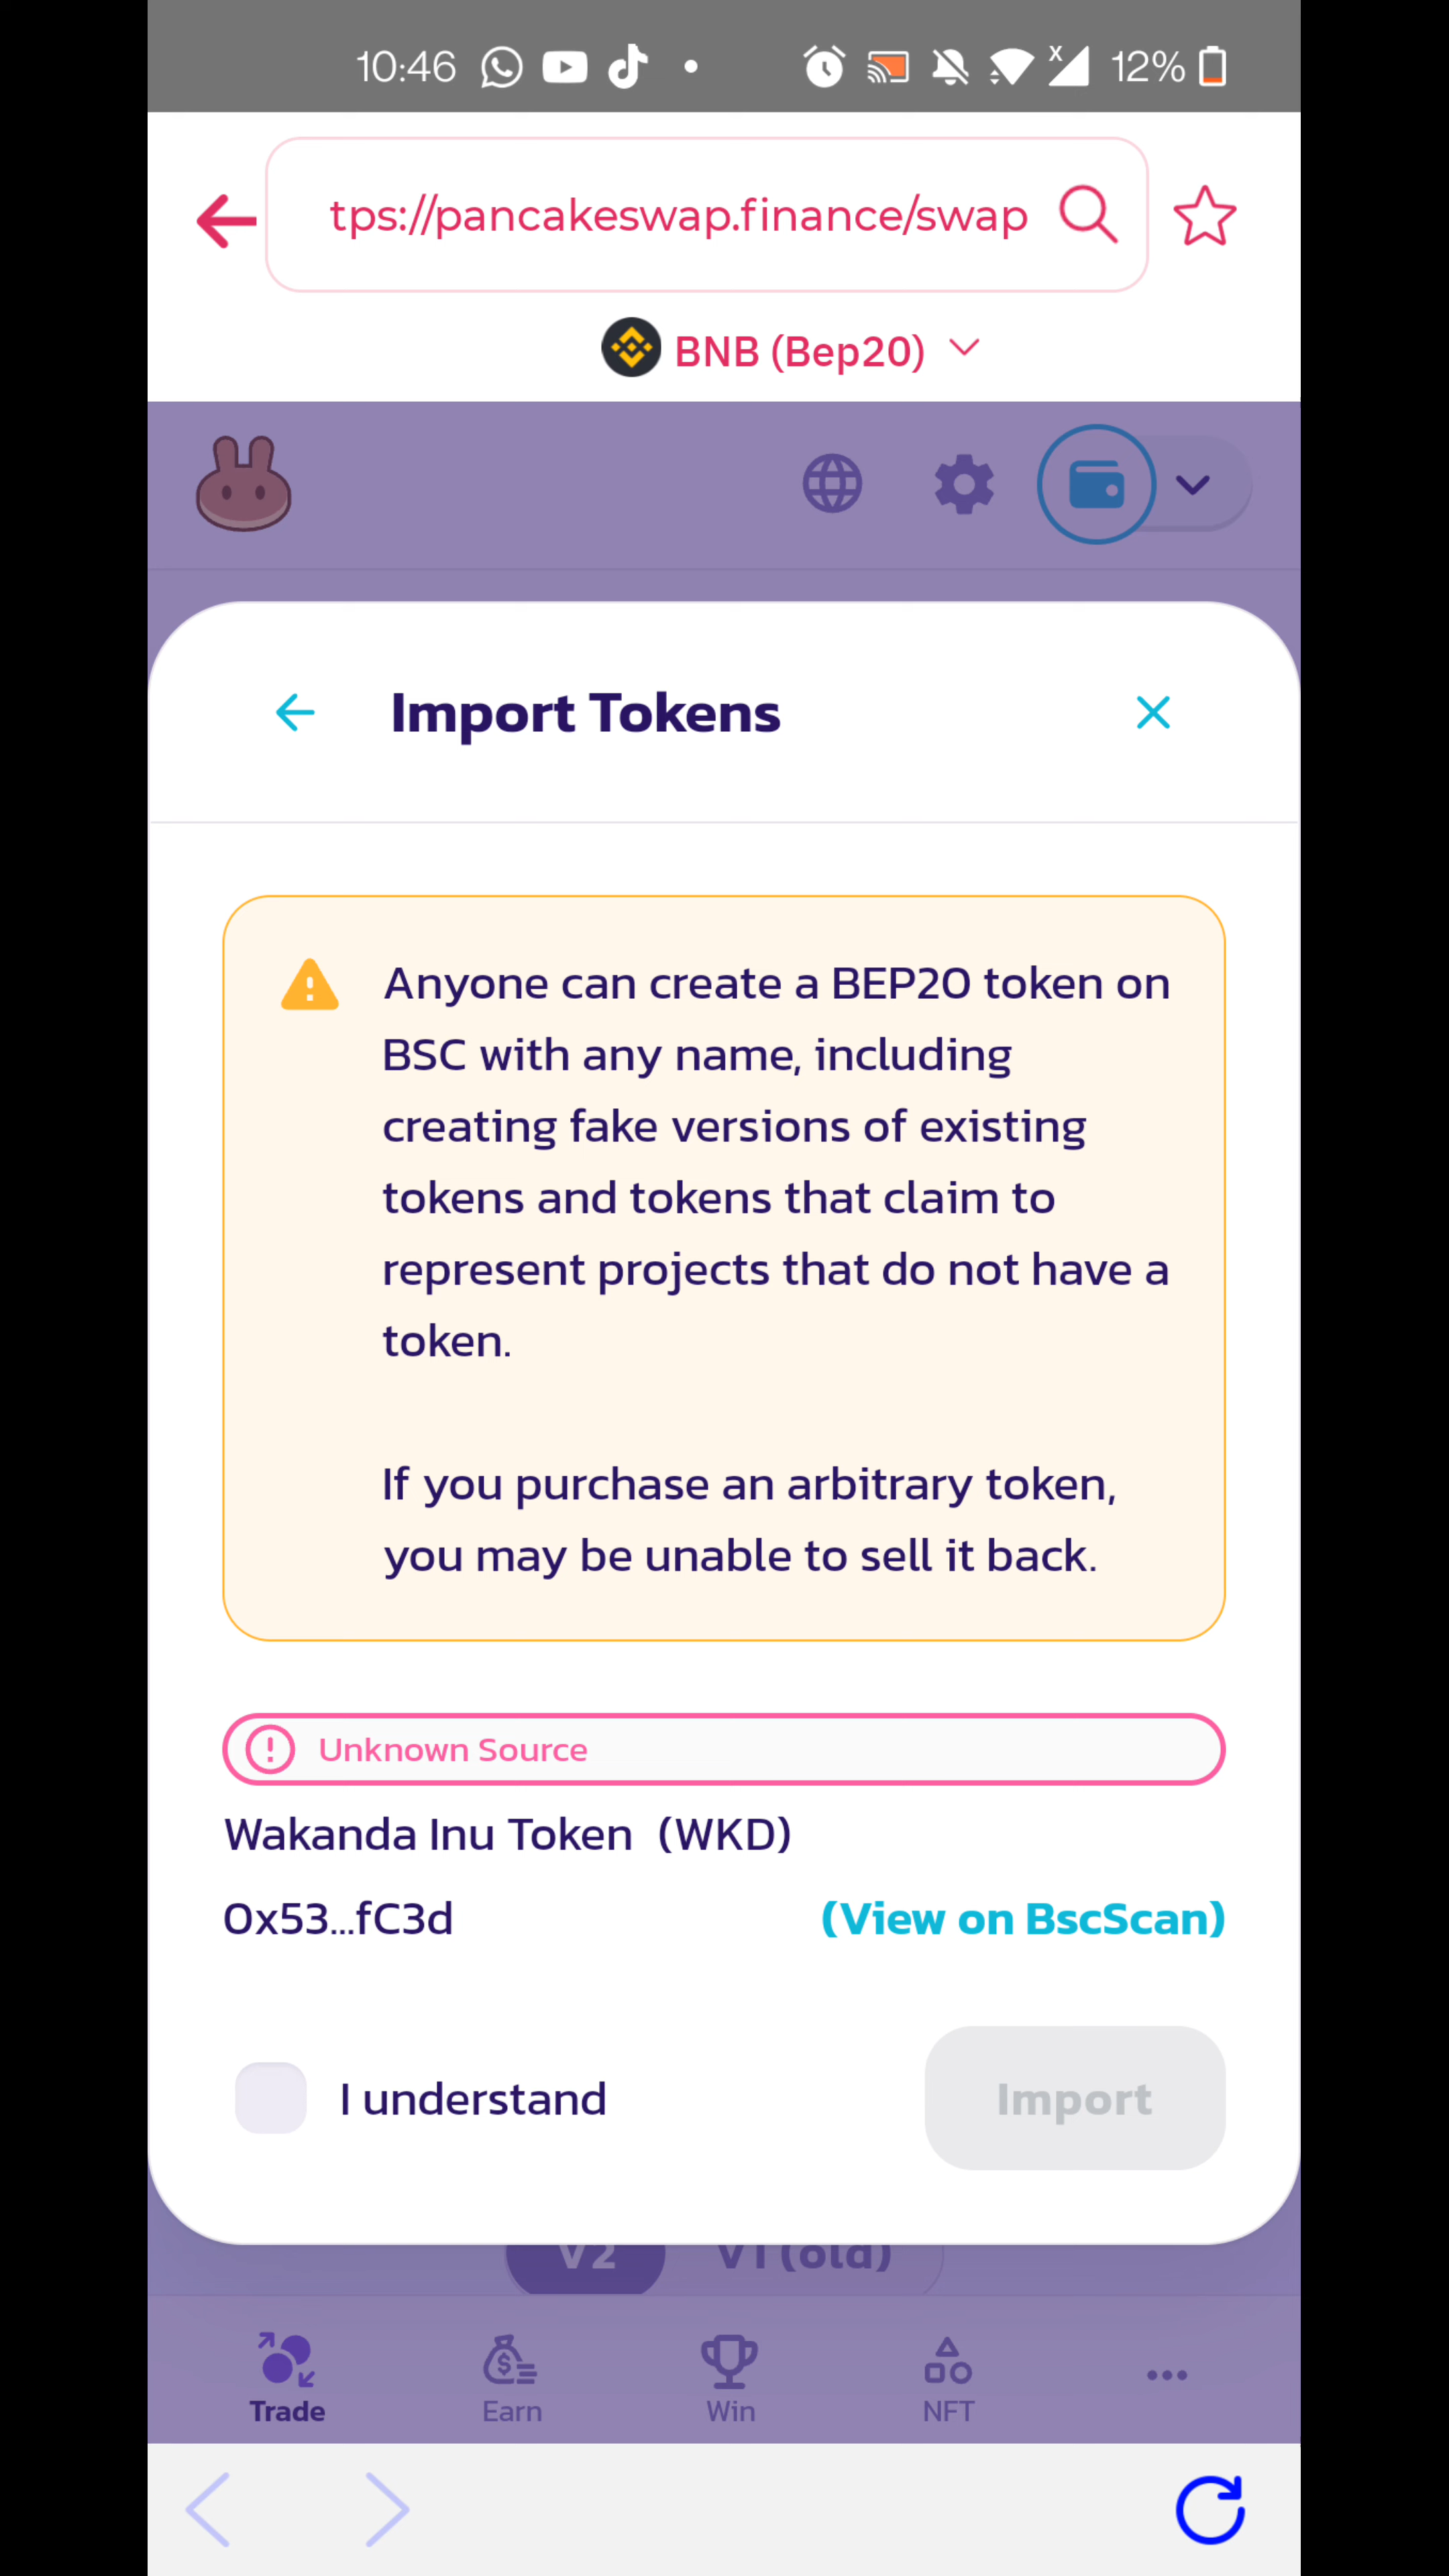 10:46
12%
tps://pancakeswap.finance/swap
BNB (Bep20)
Import Tokens
Anyone can create a BEP20 token on
BSC with any name, including
creating fake versions of existing
tokens and tokens that claim to
represent projects that do not have a
token.
If you purchase an arbitrary token,
you may be unable to sell it back.
Unknown Source
Wakanda Inu Token (WKD)
0x53...fC3d
(View on BscScan)
I understand
Import
V2
V1 (old)
Trade
Earn
Win
NFT